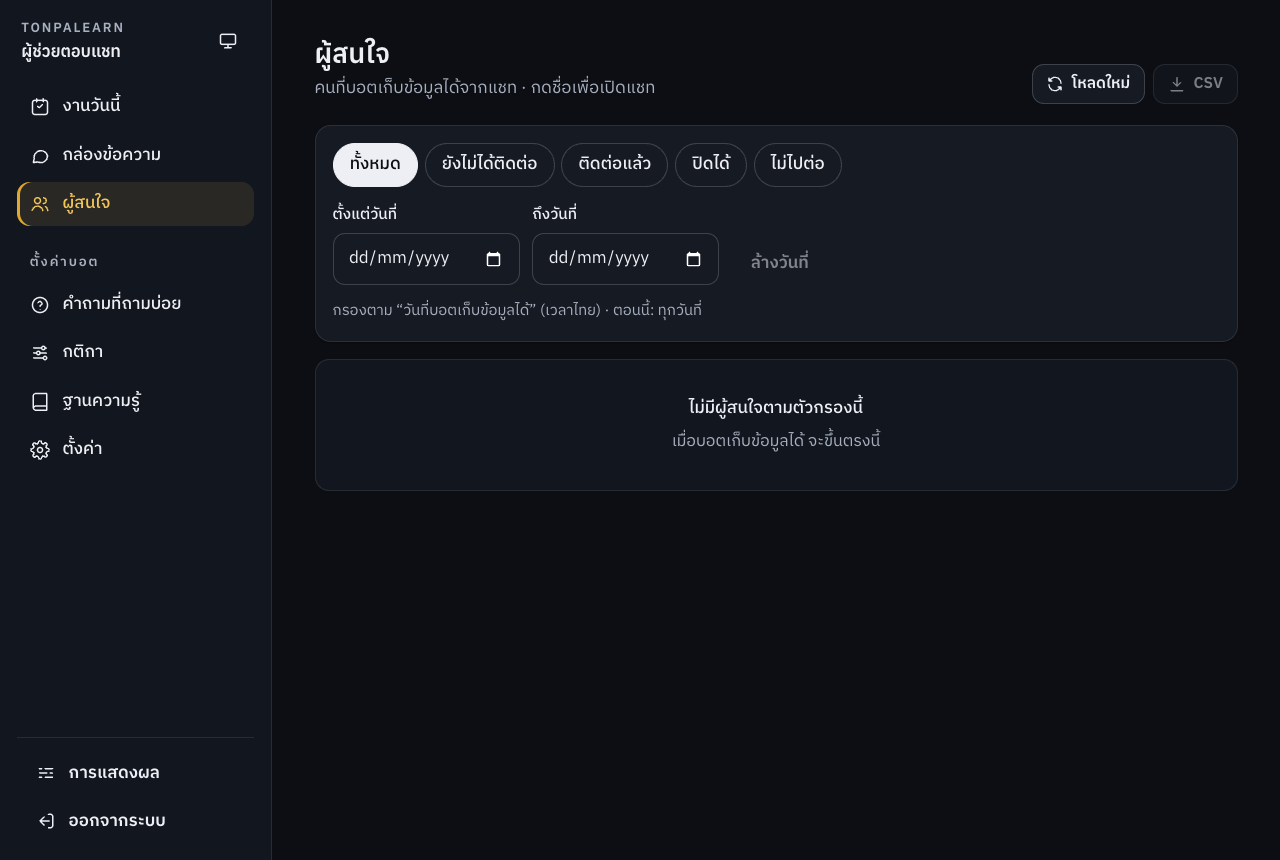 TONPALEARN
ผู้ช่วยตอบแชท
งานวันนี้
กล่องข้อความ
ผู้สนใจ
ตั้งค่าบอต
คำถามที่ถามบ่อย
กติกา
ฐานความรู้
ตั้งค่า
การแสดงผล
ออกจากระบบ
ผู้สนใจ
คนที่บอตเก็บข้อมูลได้จากแชท · กดชื่อเพื่อเปิดแชท
โหลดใหม่ CSV
ทั้งหมด ยังไม่ได้ติดต่อ ติดต่อแล้ว ปิดได้ ไม่ไปต่อ
ตั้งแต่วันที่ ถึงวันที่
dd/mm/yyyy dd/mm/yyyy ล้างวันที่
กรองตาม “วันที่บอตเก็บข้อมูลได้” (เวลาไทย) · ตอนนี้: ทุกวันที่
ไม่มีผู้สนใจตามตัวกรองนี้
เมื่อบอตเก็บข้อมูลได้ จะขึ้นตรงนี้